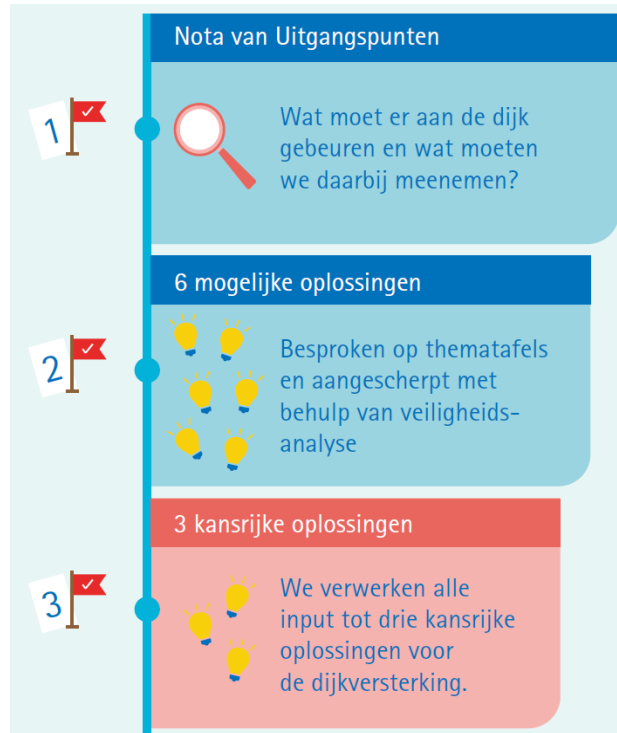 Nota van Uitgangspunten
1
Wat moet er aan de dijk
gebeuren en wat moeten
we daarbij meenemen?
6 mogelijke oplossingen
2
Besproken op thematafels
en aangescherpt met
behulp van veiligheids-
analyse
3 kansrijke oplossingen
3
We verwerken alle
input tot drie kansrijke
oplossingen voor
de dijkversterking.